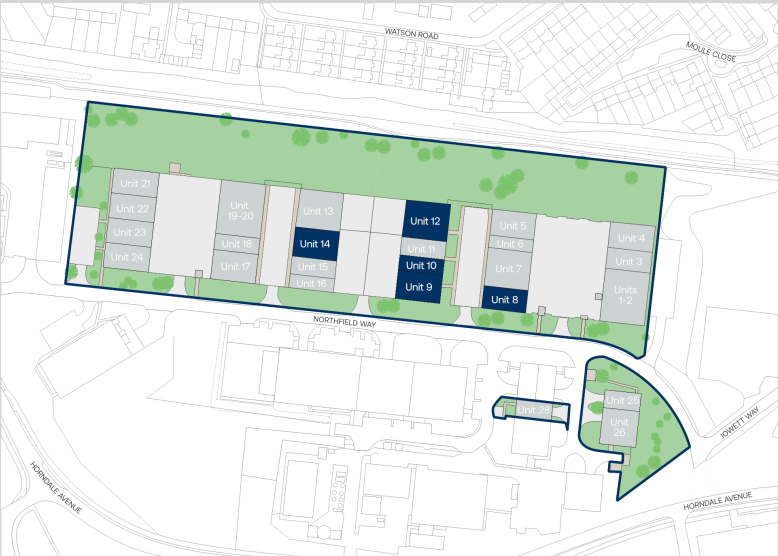 WATSON ROAD
MOULE CLOSE
Unit 21
Unit 22
Unit 23
Unit 24
Unit
19-20
Unit 18
Unit 17
Unit 13
Unit 14
Unit 15
Unit 16
Unit 12
Unit 11
Unit 10
Unit 9
Unit 5
Unit 6
Unit 7
Unit 8
Unit 4
Unit 3
Units
1-2
NORTHFIELD WAY
Unit 28
Unit 25
Unit
26
JOWETT WAY
HORNDALE AVENUE
HORNDALE AVENUE